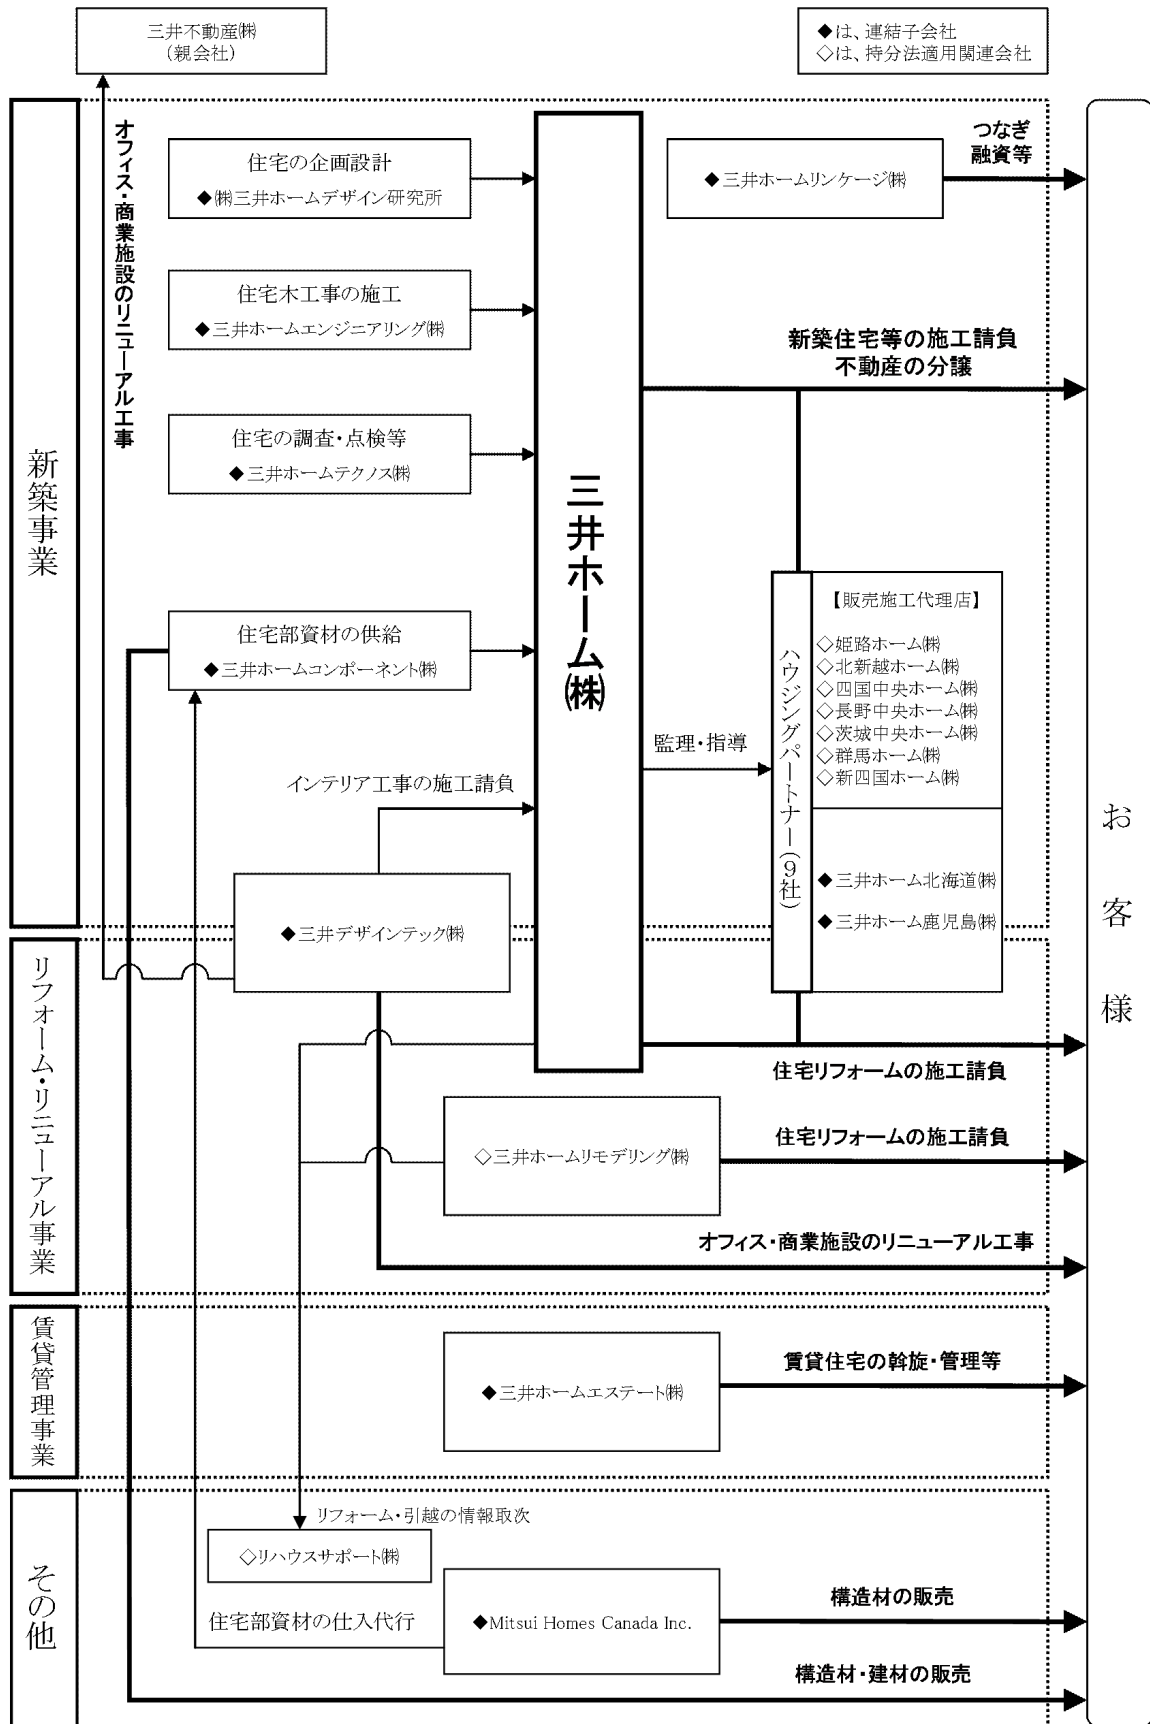 三井不動産㈱
(親会社)
◆は、連結子会社
◇は、持分法適用関連会社
新築事業
オフィス・商業施設のリニューアル工事
住宅の企画設計
◆㈱三井ホームデザイン研究所
住宅木工事の施工
◆三井ホームエンジニアリング㈱
住宅の調査・点検等
◆三井ホームテクノス㈱
住宅部資材の供給
◆三井ホームコンポーネント㈱
インテリア工事の施工請負
◆三井デザインテック㈱
三井ホーム㈱
◆三井ホームリンケージ㈱
つなぎ
融資等
新築住宅等の施工請負
不動産の分譲
監理・指導
ハウジングパートナー(9社)
【販売施工代理店】
◇姫路ホーム㈱
◇北新越ホーム㈱
◇四国中央ホーム㈱
◇長野中央ホーム㈱
◇茨城中央ホーム㈱
◇群馬ホーム㈱
◇新四国ホーム㈱
◆三井ホーム北海道㈱
◆三井ホーム鹿児島㈱
お客様
リフォーム・リニューアル事業
住宅リフォームの施工請負
◇三井ホームリモデリング㈱
住宅リフォームの施工請負
オフィス・商業施設のリニューアル工事
賃貸管理事業
◆三井ホームエステート㈱
賃貸住宅の斡旋・管理等
その他
リフォーム・引越の情報取次
◇リハウスサポート㈱
住宅部資材の仕入代行
◆Mitsui Homes Canada Inc.
構造材の販売
構造材・建材の販売